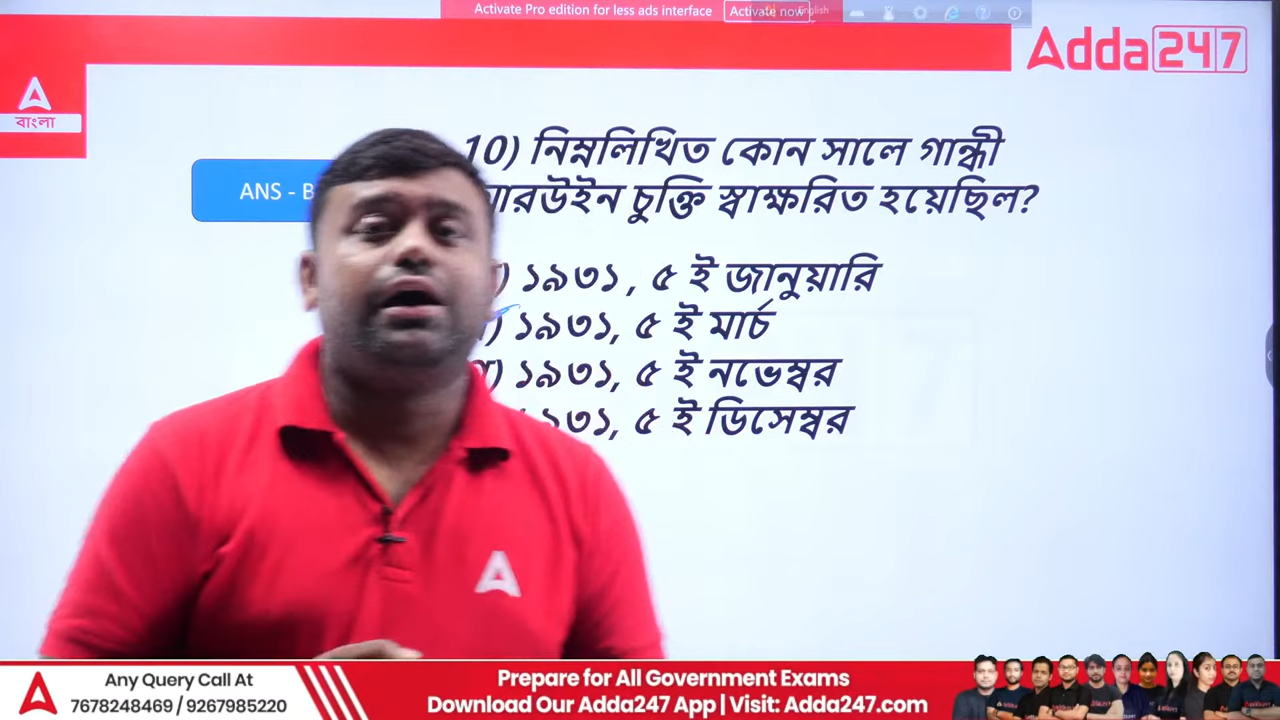 Activate Pro edition for less ads interface
Activate now
English
Adda247
বাংলা
ANS - B
10) নিম্নলিখিত কোন সালে গান্ধী
আরউইন চুক্তি স্বাক্ষরিত হয়েছিল?
১৯৩১, ৫ ই জানুয়ারি
১৯৩১, ৫ ই মার্চ
১৯৩১, ৫ ই নভেম্বর
১৯৩১, ৫ ই ডিসেম্বর
Any Query Call At
7678248469 / 9267985220
Prepare for All Government Exams
Download Our Adda247 App | Visit: Adda247.com